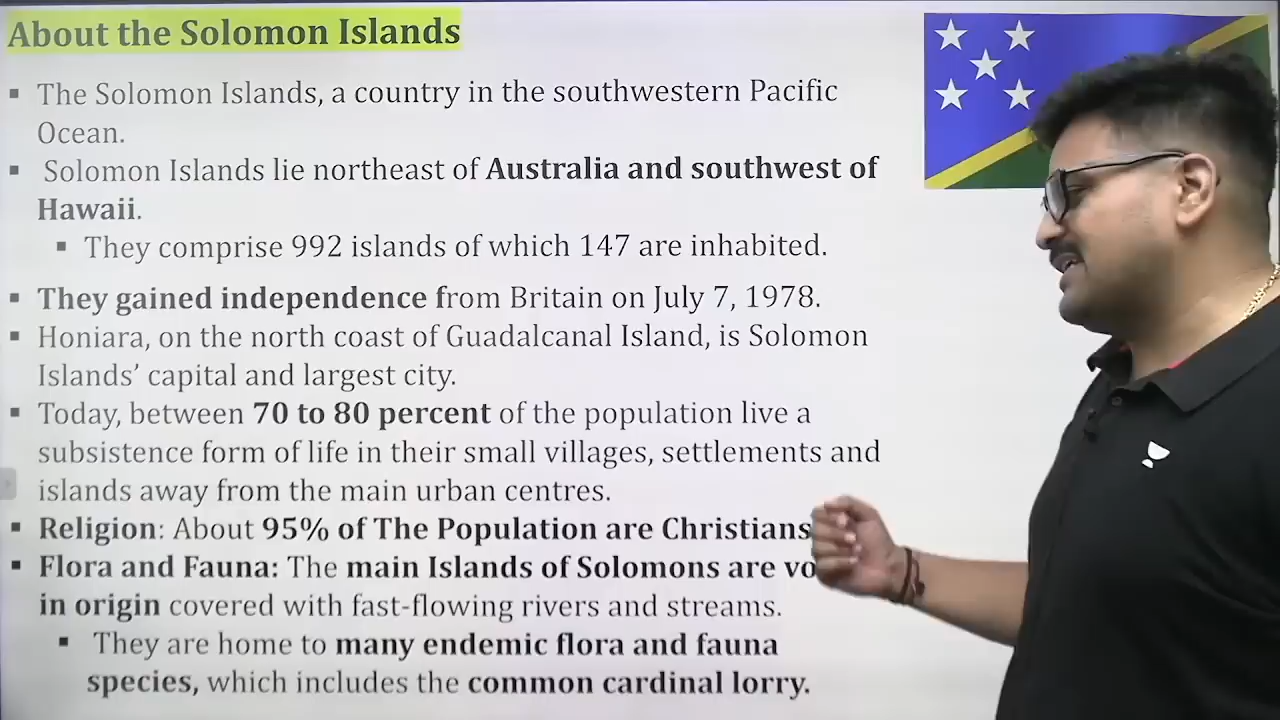 About the Solomon Islands
▪ The Solomon Islands, a country in the southwestern Pacific
Ocean.
▪ Solomon Islands lie northeast of Australia and southwest of
Hawaii.
▪ They comprise 992 islands of which 147 are inhabited.
▪ They gained independence from Britain on July 7, 1978.
▪ Honiara, on the north coast of Guadalcanal Island, is Solomon
Islands’ capital and largest city.
▪ Today, between 70 to 80 percent of the population live a
subsistence form of life in their small villages, settlements and
islands away from the main urban centres.
▪ Religion: About 95% of The Population are Christians
▪ Flora and Fauna: The main Islands of Solomons are
in origin covered with fast-flowing rivers and streams.
▪ They are home to many endemic flora and fauna
species, which includes the common cardinal lorry.